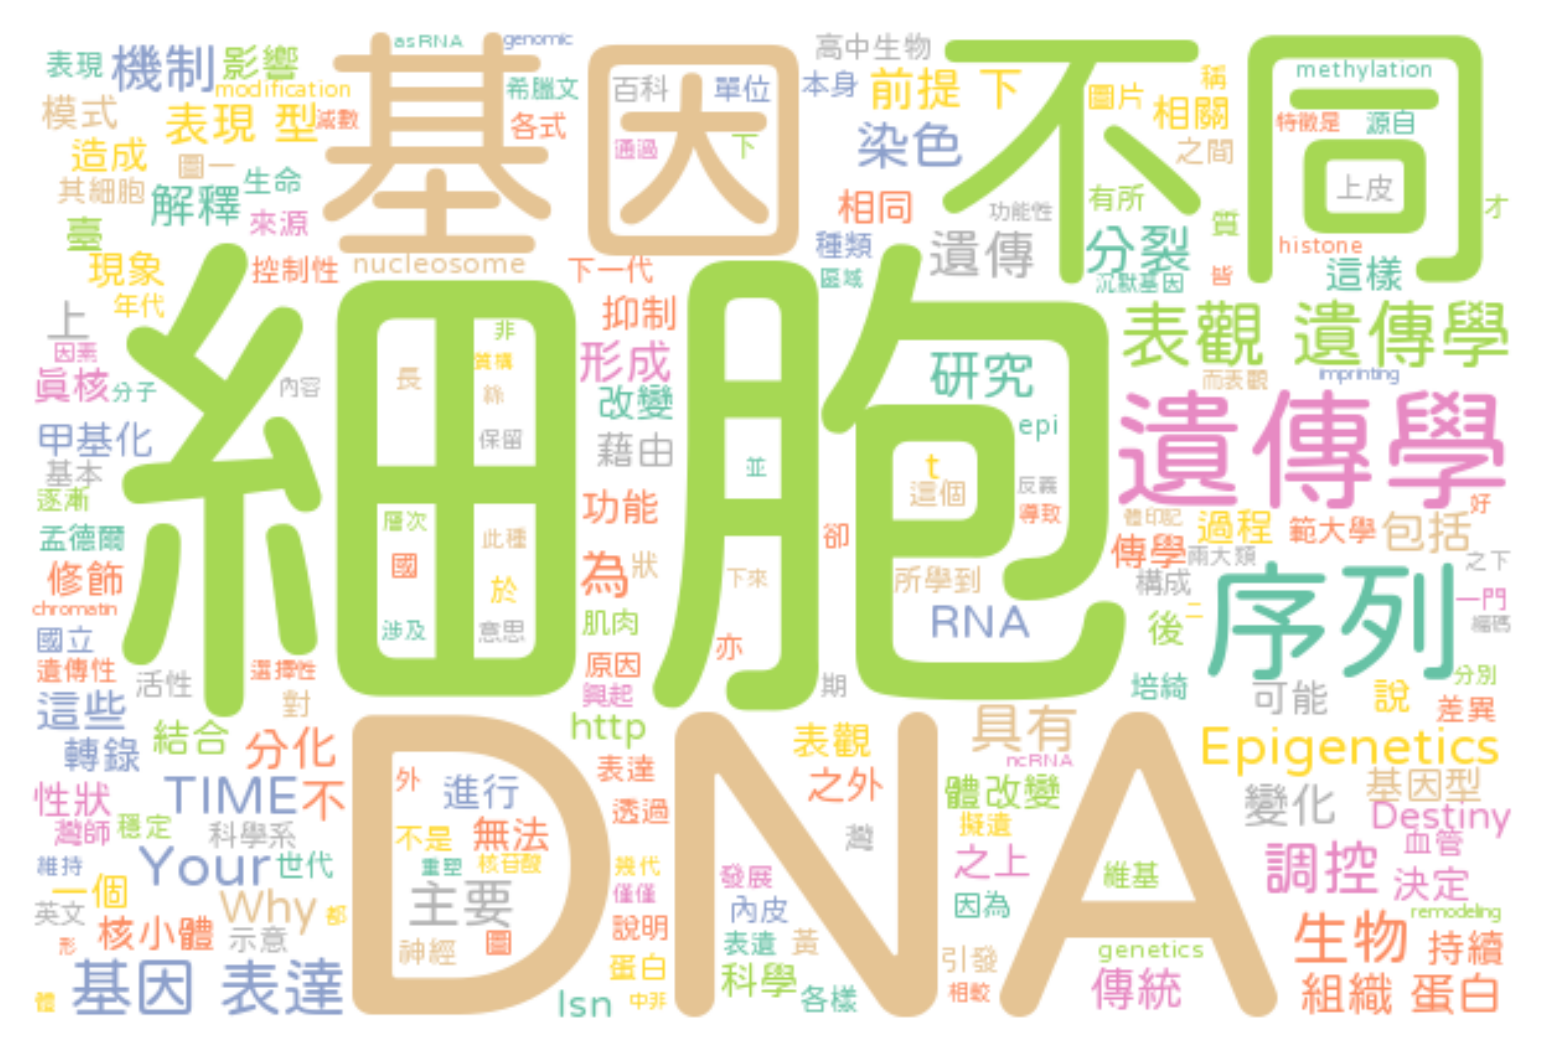 asRNA
genomic
表現
機制
影響
基因
不同
高中生物
methylation
modification
希臘文
百科
單位
本身
前提 下
圖片
稱
相關
模式
表現 型
減數
各式
通過
下
染色
特徵是
源自
之間
造成
圖一
其細胞
解釋
生命
來源
相同
功能性
有所
上皮
才
臺
種類
遺傳
質
分裂
histone
現象
控制性
nucleosome
下一代
區域
沉默基因
皆
這樣
年代
上
因素
抑制
細胞
非
表觀 遺傳學
真核
分子
內容
長
質構
絲
形成
改變
研究
而表觀
imprinting
遺傳學
甲基化
基本
保留
藉由
並
epi
t
這個
反義
導致
體印記
逐漸
孟德爾
層次
此種
功能
卻
好
過程
範大學
包括
傳學
兩大類
之下
修飾
國
為
狀
下來
所學到
構成
序列
chromatin
於
RNA
後
二
一門
編碼
國立
涉及
意思
肌肉
亦
遺傳性
選擇性
原因
活性
興起
期
培綺
可能
說
分別
差異
這些
對
DNA
http
表觀
具有
轉錄
結合
分化
Epigenetics
ncRNA
表達
之外
性狀
TIME
不
外
進行
體改變
變化
基因型
Destiny
灣師
穩定
科學系
不是
無法
透過
灣
擬遺
血管
維持
Your
世代
重塑
核苷酸
幾代
之上
維基
調控
決定
一個
主要
僅僅
發展
英文
Why
都
內皮
因為
remodeling
形
核小體
示意
神經
圖
說明
表遺
黃
生物
持續
genetics
基因 表達
蛋白
科學
引發
體
lsn
中非
各樣
相較
傳統
組織 蛋白